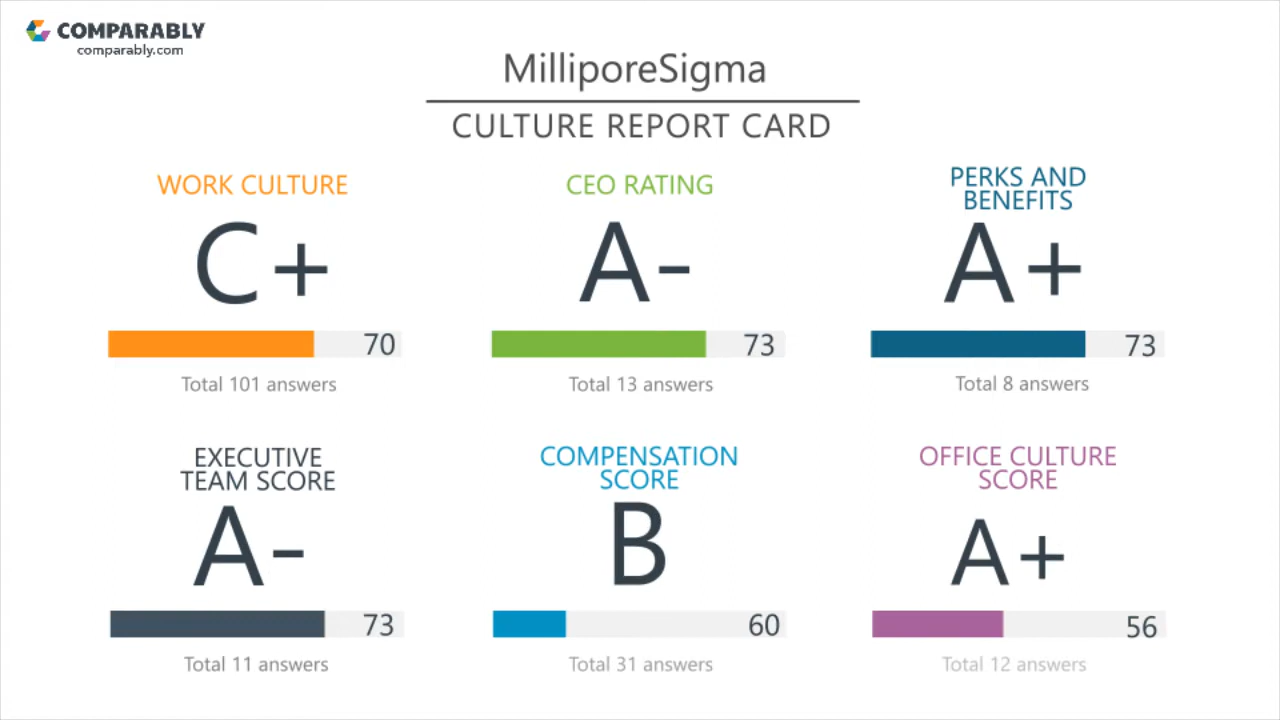 COMPARABLY
comparably.com
MilliporeSigma
CULTURE REPORT CARD
WORK CULTURE
C+
70
Total 101 answers
CEO RATING
A-
73
Total 13 answers
PERKS AND
BENEFITS
A+
73
Total 8 answers
EXECUTIVE
TEAM SCORE
A-
73
Total 11 answers
COMPENSATION
SCORE
B
60
Total 31 answers
OFFICE CULTURE
SCORE
A+
56
Total 12 answers